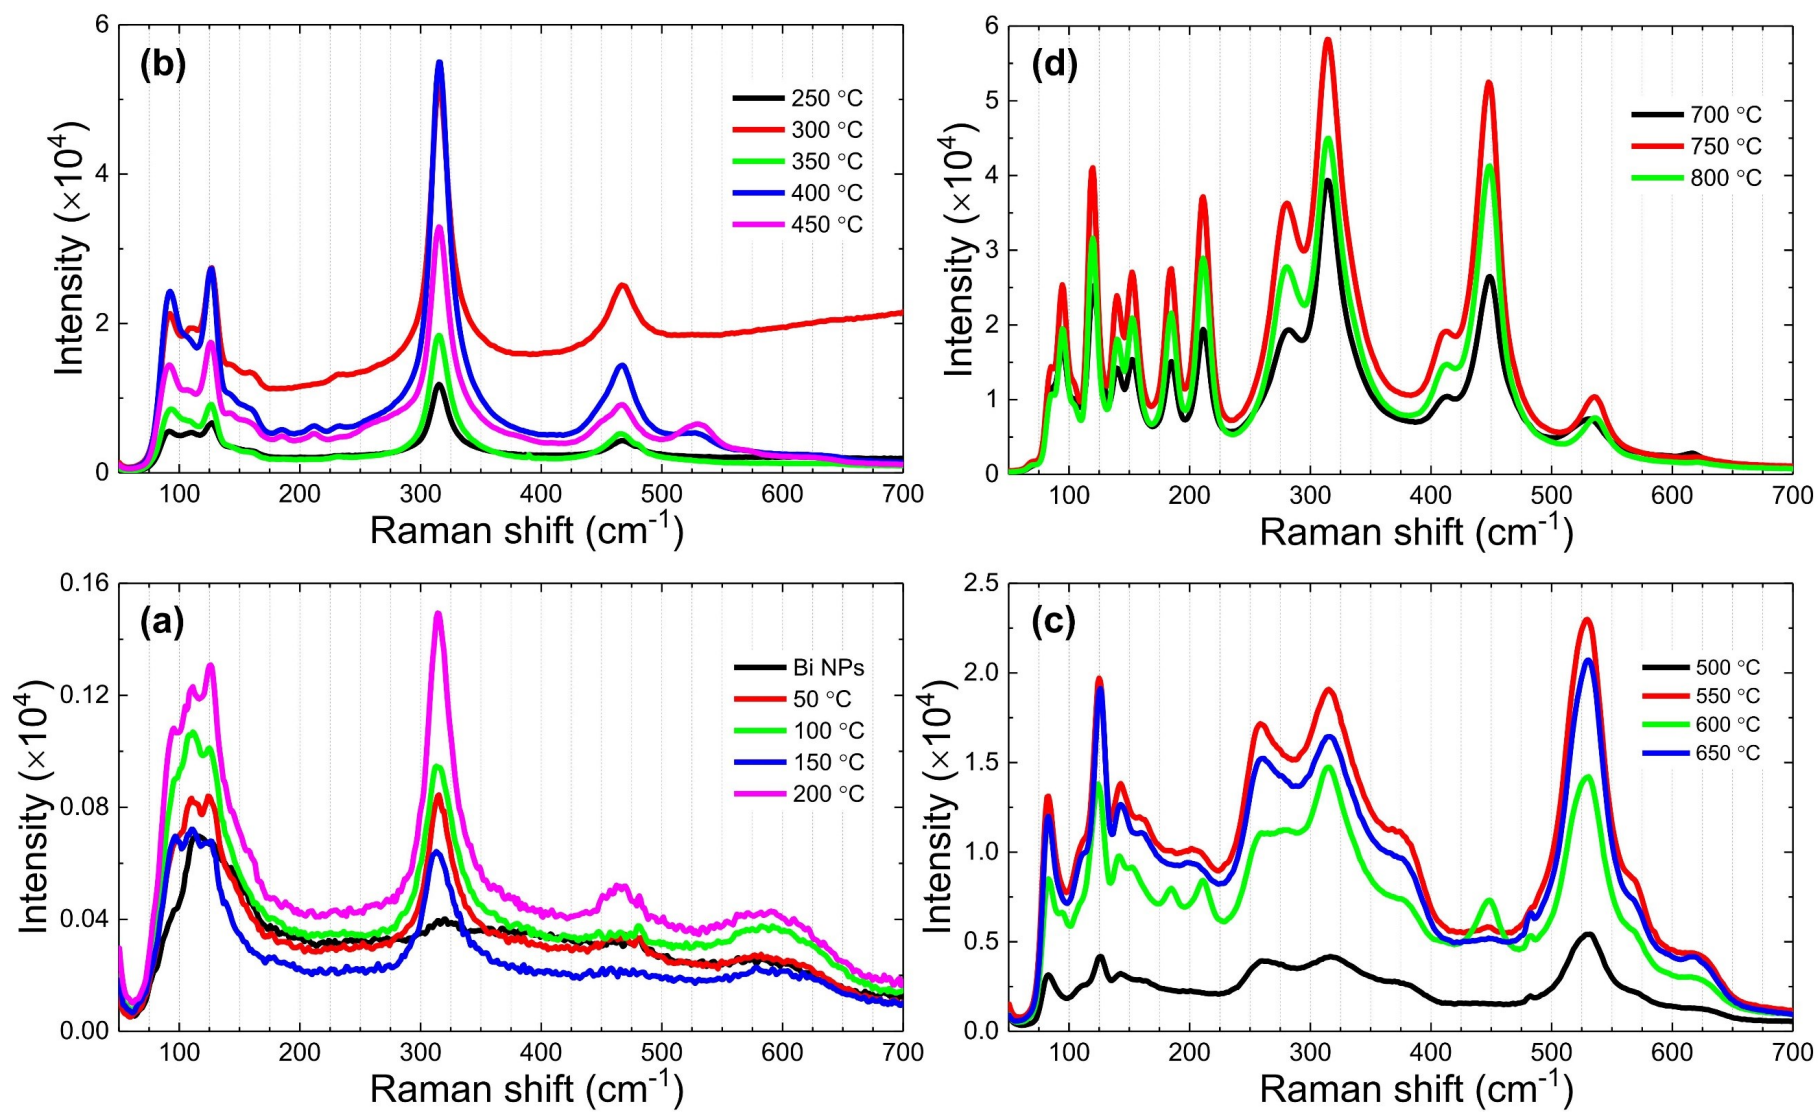 (b)
Intensity (×10⁴)
6
4
2
0
250 °C
300 °C
350 °C
400 °C
450 °C
100 200 300 400 500 600 700
Raman shift (cm⁻¹)
(d)
Intensity (×10⁴)
6
5
4
3
2
1
0
700 °C
750 °C
800 °C
100 200 300 400 500 600 700
Raman shift (cm⁻¹)
(a)
Intensity (×10⁴)
0.16
0.12
0.08
0.04
0.00
Bi NPs
50 °C
100 °C
150 °C
200 °C
100 200 300 400 500 600 700
Raman shift (cm⁻¹)
(c)
Intensity (×10⁴)
2.5
2.0
1.5
1.0
0.5
0.0
500 °C
550 °C
600 °C
650 °C
100 200 300 400 500 600 700
Raman shift (cm⁻¹)